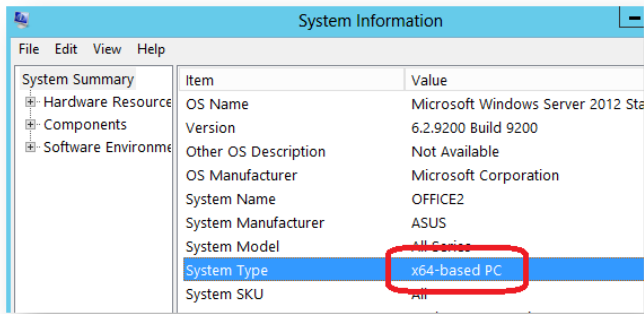 System Information
File Edit View Help
System Summary
Hardware Resource
Components
Software Environme
Item Value
OS Name Microsoft Windows Server 2012 Sta
Version 6.2.9200 Build 9200
Other OS Description Not Available
OS Manufacturer Microsoft Corporation
System Name OFFICE2
System Manufacturer ASUS
System Model All Series
System Type x64-based PC
System SKU All